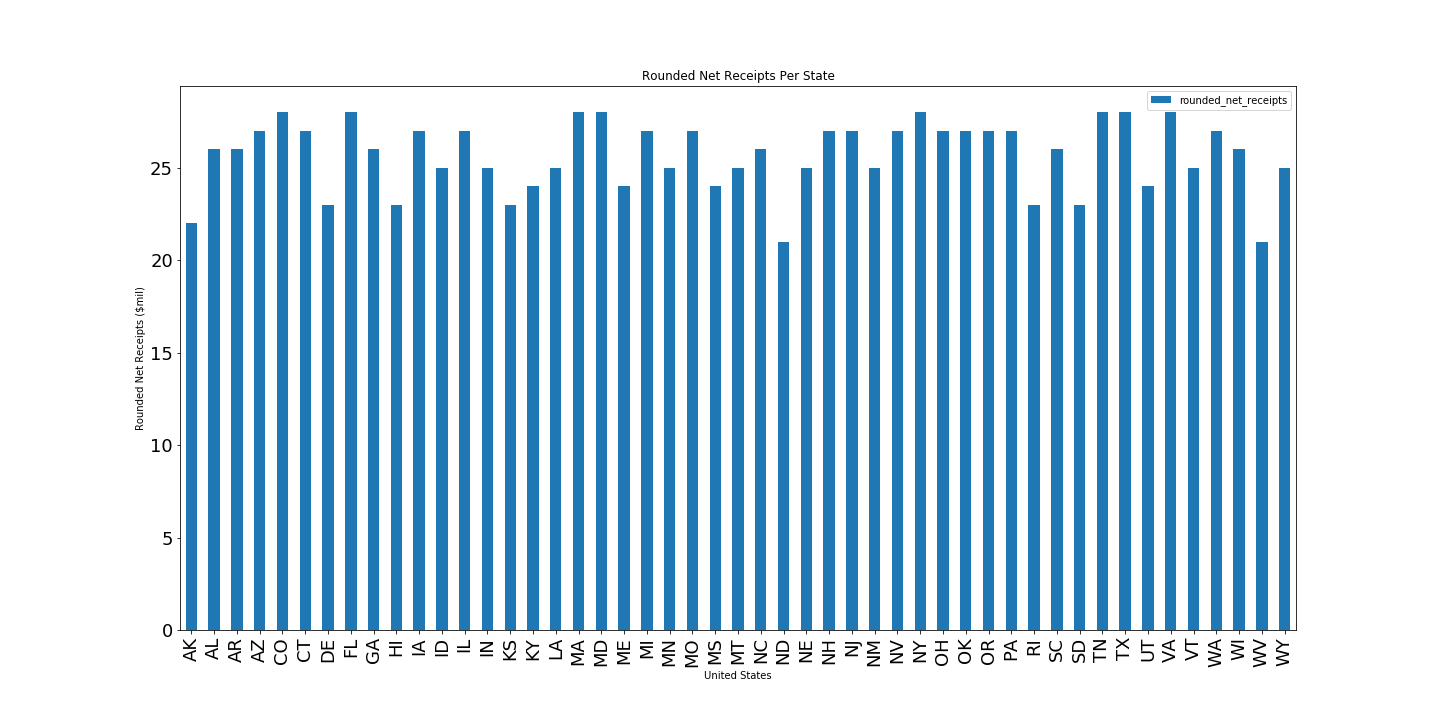 Rounded Net Receipts Per State
rounded_net_receipts
Rounded Net Receipts ($mil)
25
20
15
10
5
0
AK AL AR AZ CO CT DE FL GA HI IA ID IL IN KS KY LA MA MD ME MI MN MO MS MT NC ND NE NH NJ NM NV NY OH OK OR PA RI SC SD TN TX UT VA VT WA WI WV WY
United States